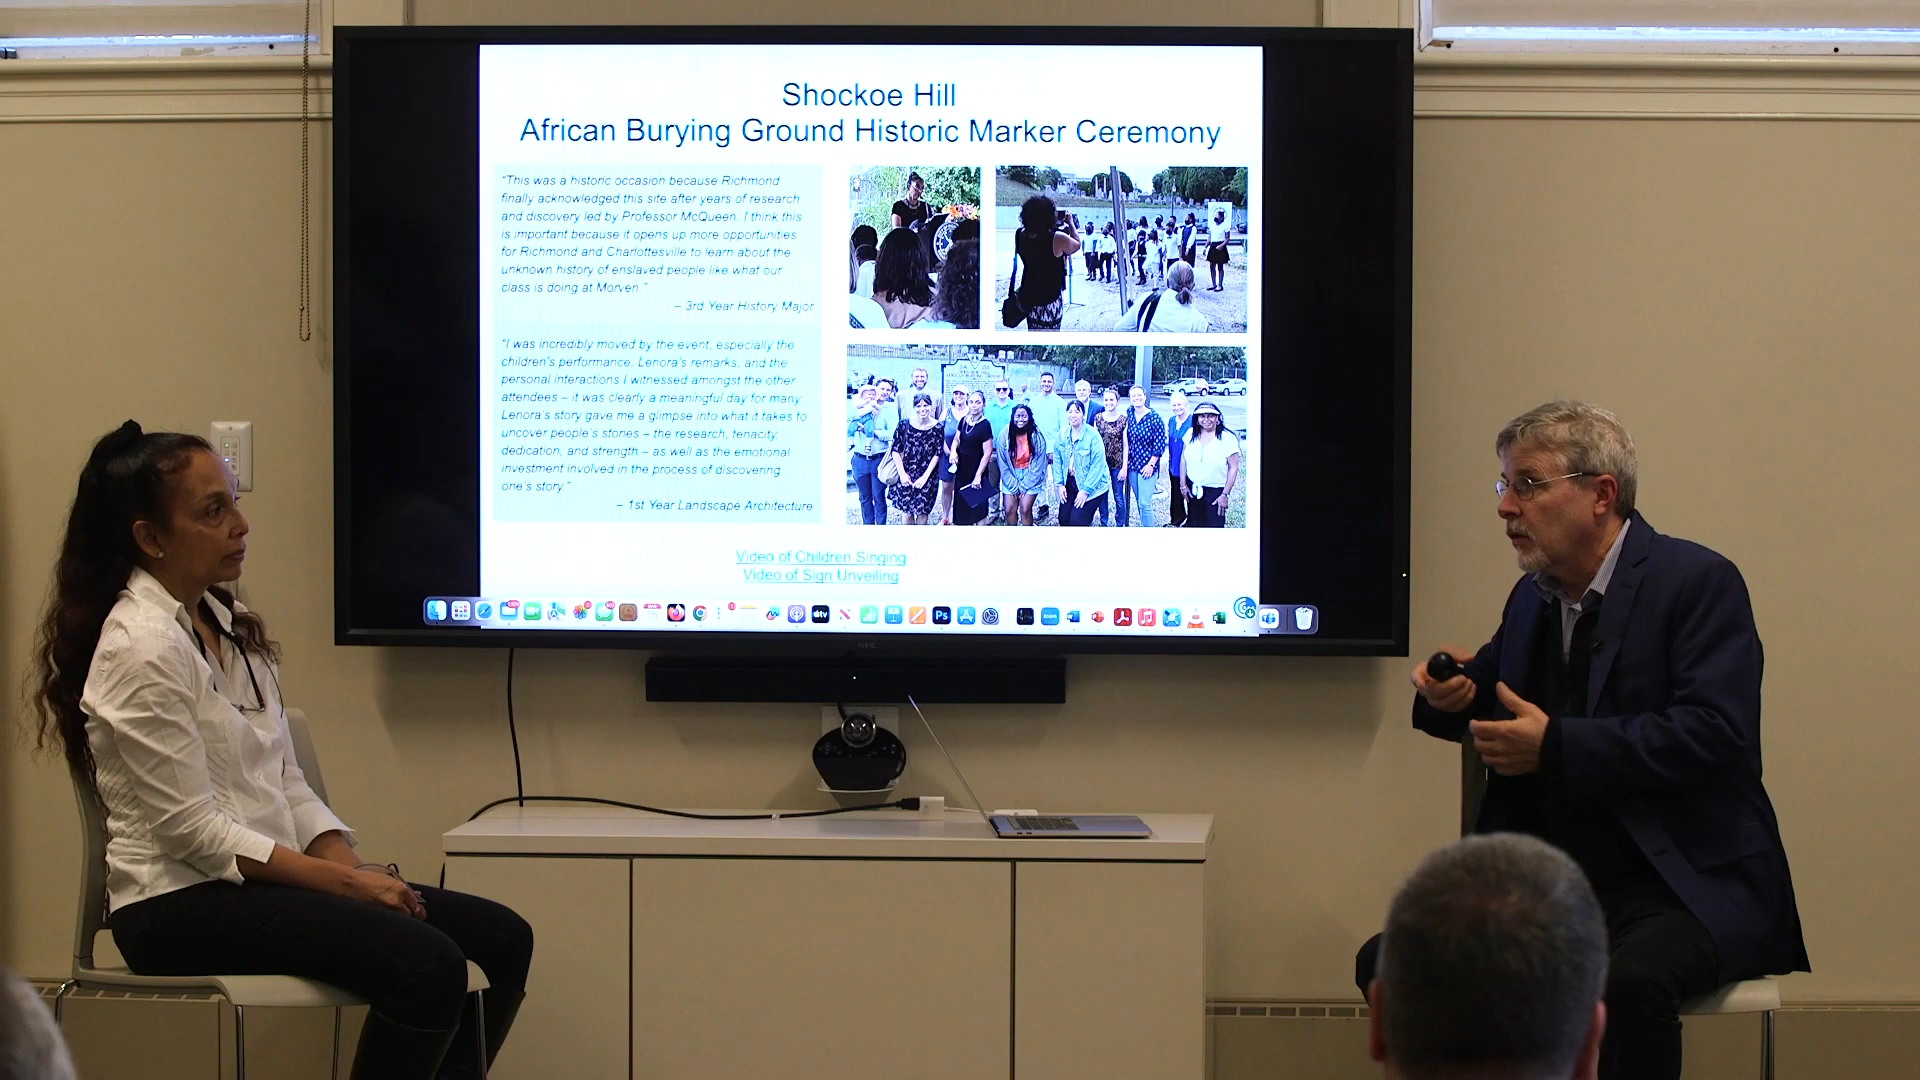 Shockoe Hill
African Burying Ground Historic Marker Ceremony
"This was a historic occasion because Richmond
finally acknowledged this site after years of research
and discovery led by Professor McQueen. I think this
is important because it opens up more opportunities
for Richmond and Charlottesville to learn about the
unknown history of enslaved people like what our
class is doing at Morven."
– 3rd Year History Major
"I was incredibly moved by the event, especially the
children's performance, Lenora's remarks, and the
personal interactions I witnessed amongst the other
attendees – it was clearly a meaningful day for many
Lenora's story gave me a glimpse into what it takes to
uncover people's stories – the research, tenacity,
dedication, and strength – as well as the emotional
investment involved in the process of discovering
one's story."
– 1st Year Landscape Architecture
Video of Children Singing
Video of Sign Unveiling
tv
Ps
zoom
NEC